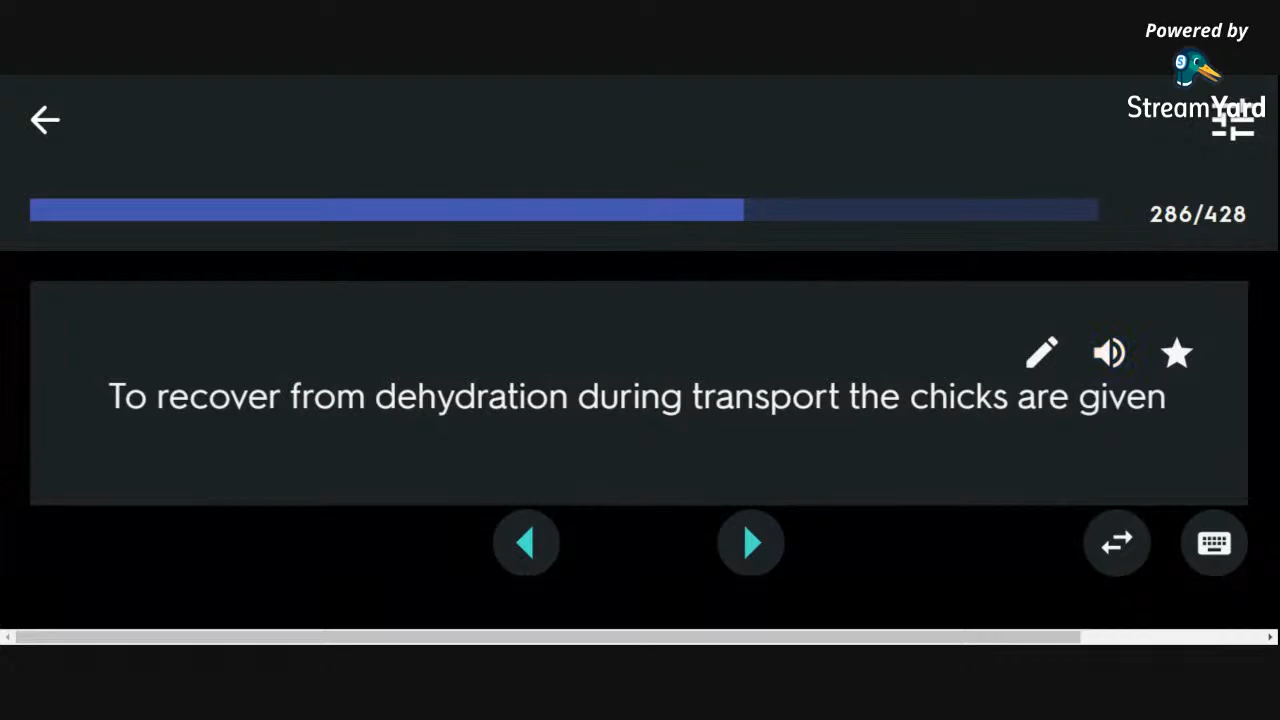 Powered by
StreamYard
286/428
To recover from dehydration during transport the chicks are given